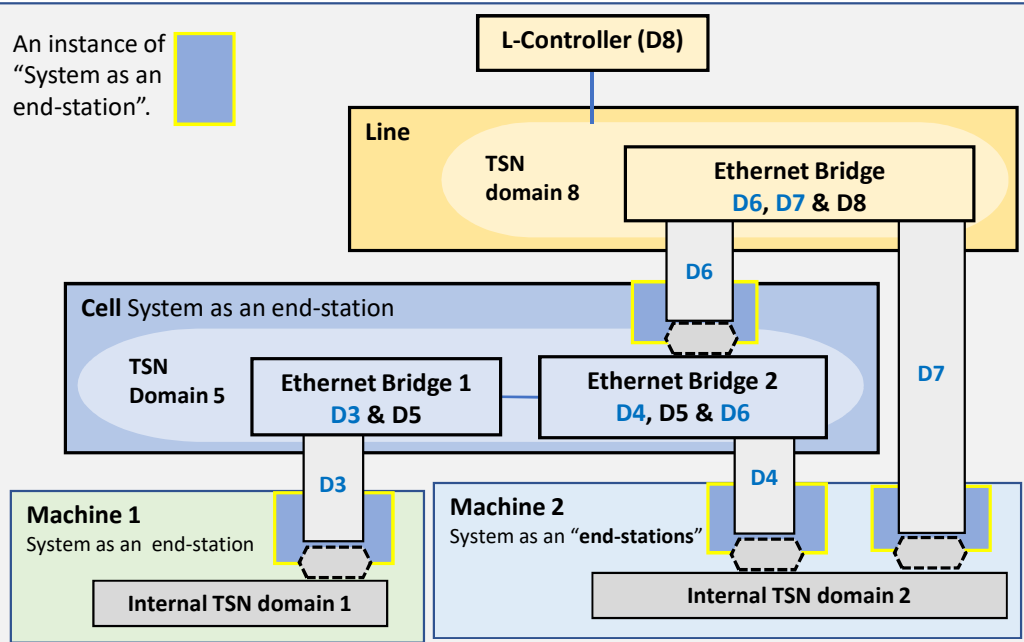 An instance of
“System as an
end-station”.
L-Controller (D8)
Line
TSN
domain 8
Ethernet Bridge
D6, D7 & D8
D6
Cell System as an end-station
TSN
Domain 5
Ethernet Bridge 1
D3 & D5
Ethernet Bridge 2
D4, D5 & D6
D7
D3
D4
Machine 1
System as an end-station
Internal TSN domain 1
Machine 2
System as an “end-stations”
Internal TSN domain 2